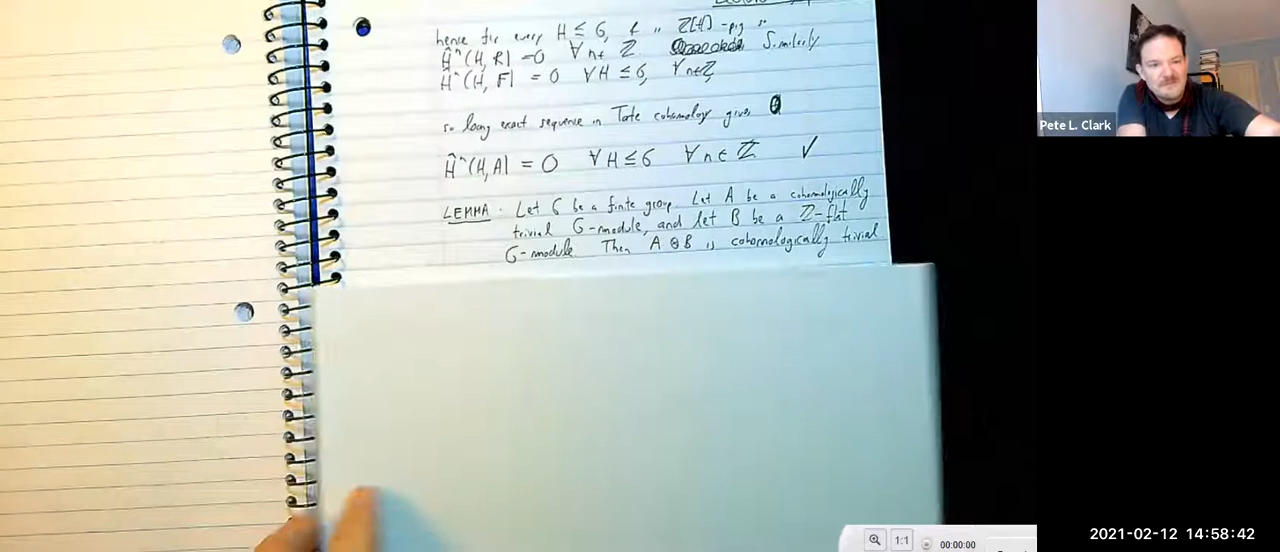 hence for every H ≤ G, f " Z[H]-proj "
Ĥⁿ(H, R) = 0 ∀ n ∈ ℤ. Similarly
Ĥⁿ(H, F) = 0 ∀ H ≤ G, ∀ n ∈ ℤ,
so long exact sequence in Tate cohomology gives
Ĥⁿ(H, A) = 0 ∀ H ≤ G ∀ n ∈ ℤ ✓
LEMMA. Let G be a finite group. Let A be a cohomologically
trivial G-module, and let B be a ℤ-flat
G-module. Then A ⊗ B is cohomologically trivial
Pete L. Clark
1:1
00:00:00
2021-02-12 14:58:42